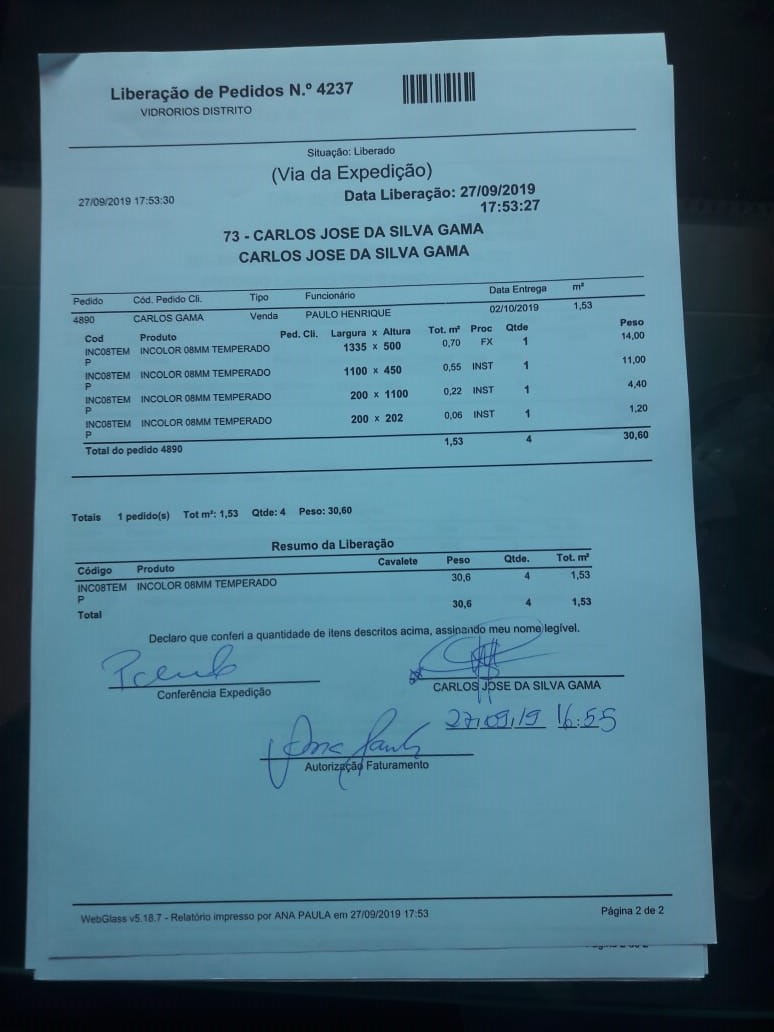 Liberação de Pedidos N.º 4237
VIDRORIOS DISTRITO
Situação: Liberado
(Via da Expedição)
27/09/2019 17:53:30
Data Liberação: 27/09/2019
17:53:27
73 - CARLOS JOSE DA SILVA GAMA
CARLOS JOSE DA SILVA GAMA
Pedido Cód. Pedido Cli. Tipo Funcionário Data Entrega m²
4890 CARLOS GAMA Venda PAULO HENRIQUE 02/10/2019 1,53
Cod Produto Ped. Cli. Largura x Altura Tot. m² Proc Qtde Peso
INC08TEM INCOLOR 08MM TEMPERADO 1335 x 500 0,70 FX 1 14,00
P
INC08TEM INCOLOR 08MM TEMPERADO 1100 x 450 0,55 INST 1 11,00
P
INC08TEM INCOLOR 08MM TEMPERADO 200 x 1100 0,22 INST 1 4,40
P
INC08TEM INCOLOR 08MM TEMPERADO 200 x 202 0,06 INST 1 1,20
P
Total do pedido 4890 1,53 4 30,60
Totais 1 pedido(s) Tot m²: 1,53 Qtde: 4 Peso: 30,60
Resumo da Liberação
Código Produto Cavalete Peso Qtde. Tot. m²
INC08TEM INCOLOR 08MM TEMPERADO 30,6 4 1,53
P
Total 30,6 4 1,53
Declaro que conferi a quantidade de itens descritos acima, assinando meu nome legível.
Conferência Expedição
CARLOS JOSE DA SILVA GAMA
27,09,19 16:55
Ana Paula
Autorização Faturamento
WebGlass v5.18.7 - Relatório impresso por ANA PAULA em 27/09/2019 17:53
Página 2 de 2